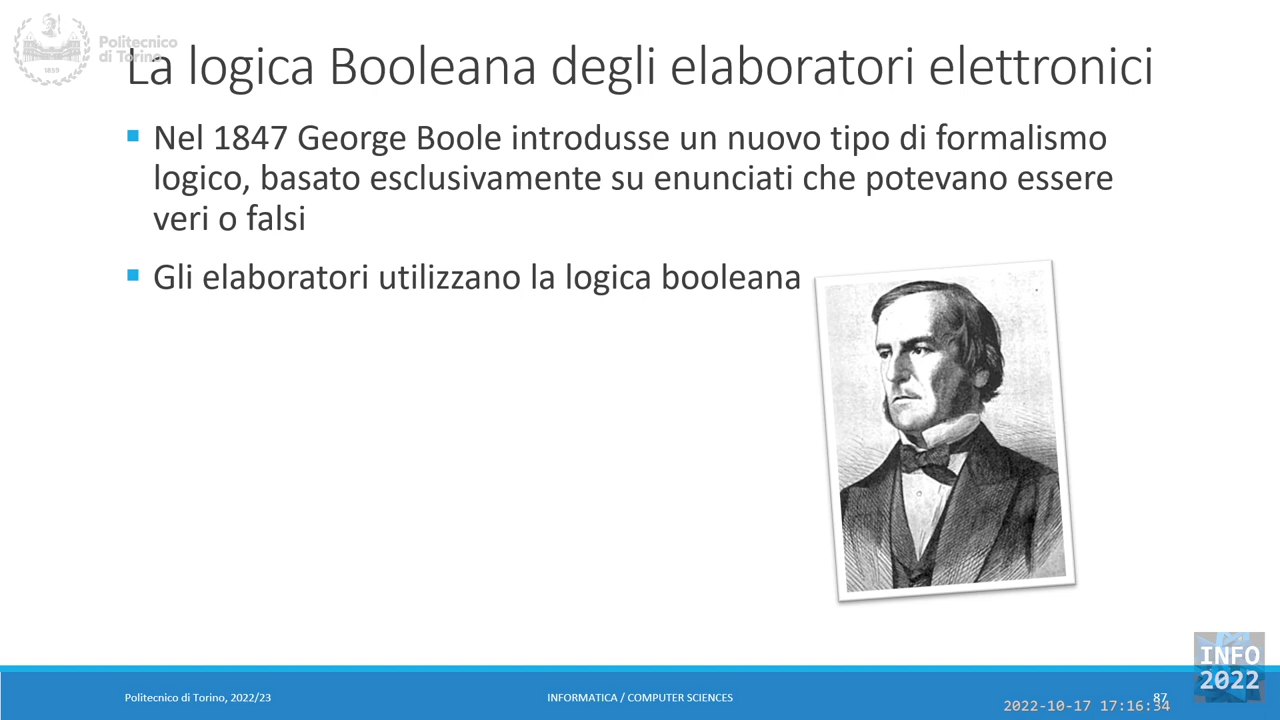 Politecnico
di Torino
1859
La logica Booleana degli elaboratori elettronici
Nel 1847 George Boole introdusse un nuovo tipo di formalismo
logico, basato esclusivamente su enunciati che potevano essere
veri o falsi
Gli elaboratori utilizzano la logica booleana
INFO
2022
Politecnico di Torino, 2022/23
INFORMATICA / COMPUTER SCIENCES
87
2022-10-17 17:16:34